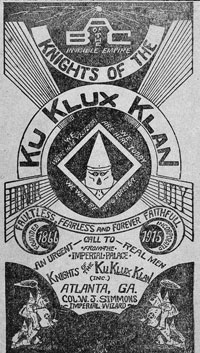 INVISIBLE EMPIRE
KNIGHTS OF THE
KU KLUX KLAN
FAULTLESS, FEARLESS AND FOREVER FAITHFUL
1866
1915
AN URGENT CALL TO REAL MEN
FROM THE
IMPERIAL PALACE
KNIGHTS OF THE KU KLUX KLAN
(INC.)
ATLANTA, GA.
COL. W. J. SIMMONS
IMPERIAL WIZARD